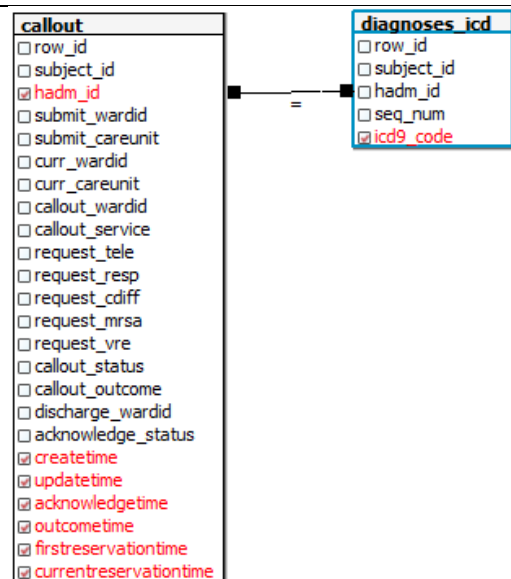 callout
row_id
subject_id
hadm_id
submit_wardid
submit_careunit
curr_wardid
curr_careunit
callout_wardid
callout_service
request_tele
request_resp
request_cdiff
request_mrsa
request_vre
callout_status
callout_outcome
discharge_wardid
acknowledge_status
createtime
updatetime
acknowledgetime
outcometime
firstreservationtime
currentreservationtime
=
diagnoses_icd
row_id
subject_id
hadm_id
seq_num
icd9_code